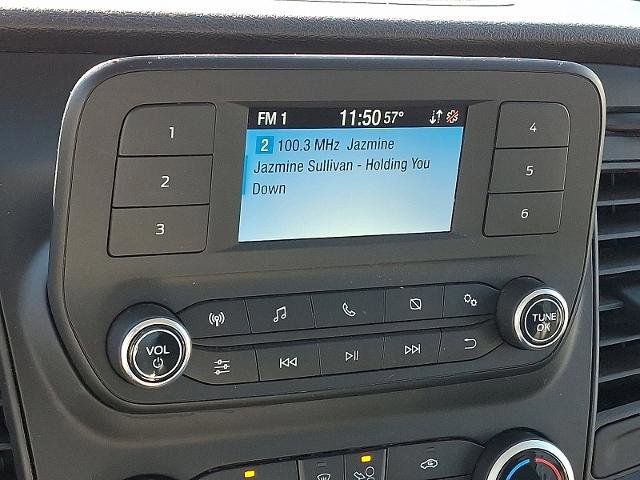 FM 1 11:50 57°
2 100.3 MHz Jazmine
Jazmine Sullivan - Holding You
Down
1
2
3
4
5
6
VOL
TUNE
OK